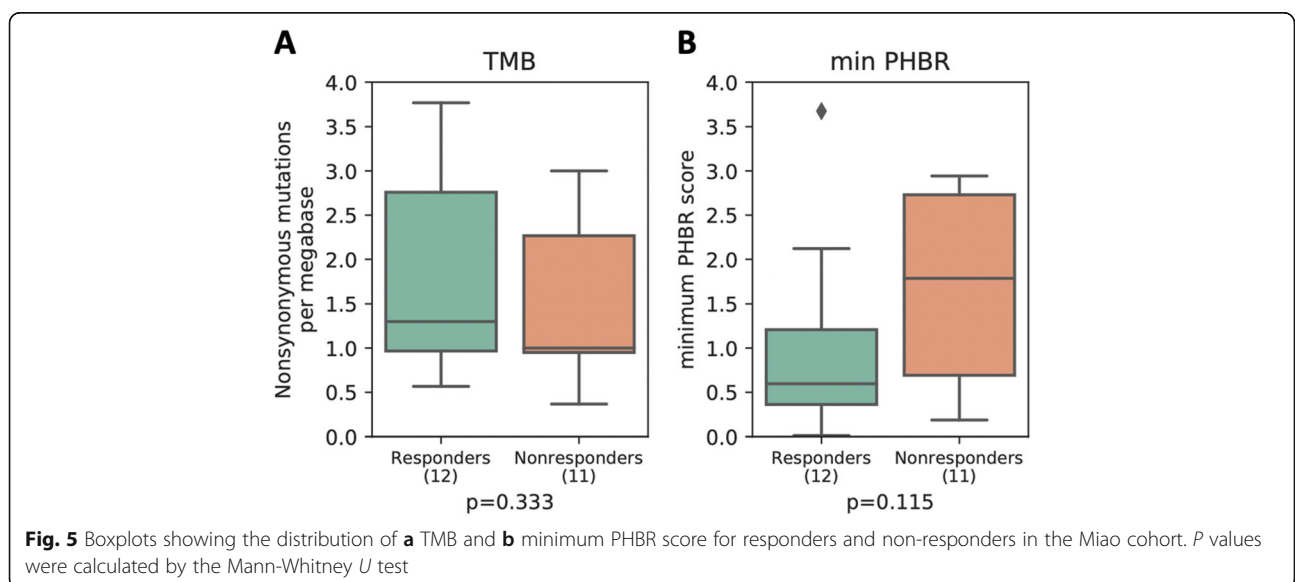 A
TMB
Nonsynonymous mutations
per megabase
4.0
3.5
3.0
2.5
2.0
1.5
1.0
0.5
0.0
Responders
(12)
Nonresponders
(11)
p=0.333
B
min PHBR
minimum PHBR score
4.0
3.5
3.0
2.5
2.0
1.5
1.0
0.5
0.0
Responders
(12)
Nonresponders
(11)
p=0.115
Fig. 5 Boxplots showing the distribution of a TMB and b minimum PHBR score for responders and non-responders in the Miao cohort. P values
were calculated by the Mann-Whitney U test